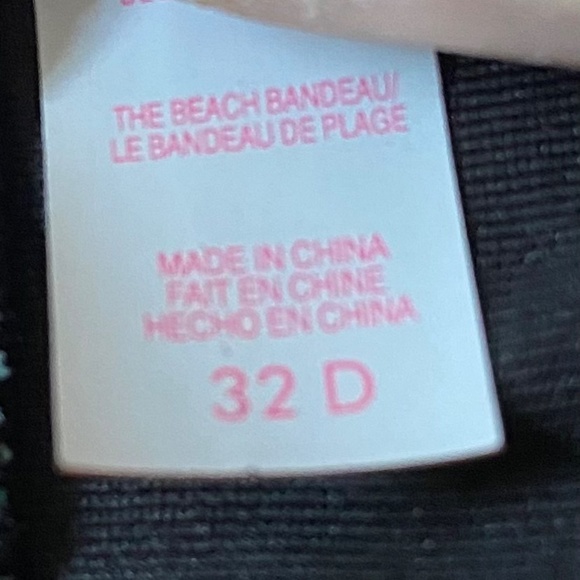 THE BEACH BANDEAU/
LE BANDEAU DE PLAGE
MADE IN CHINA
FAIT EN CHINE
HECHO EN CHINA
32 D